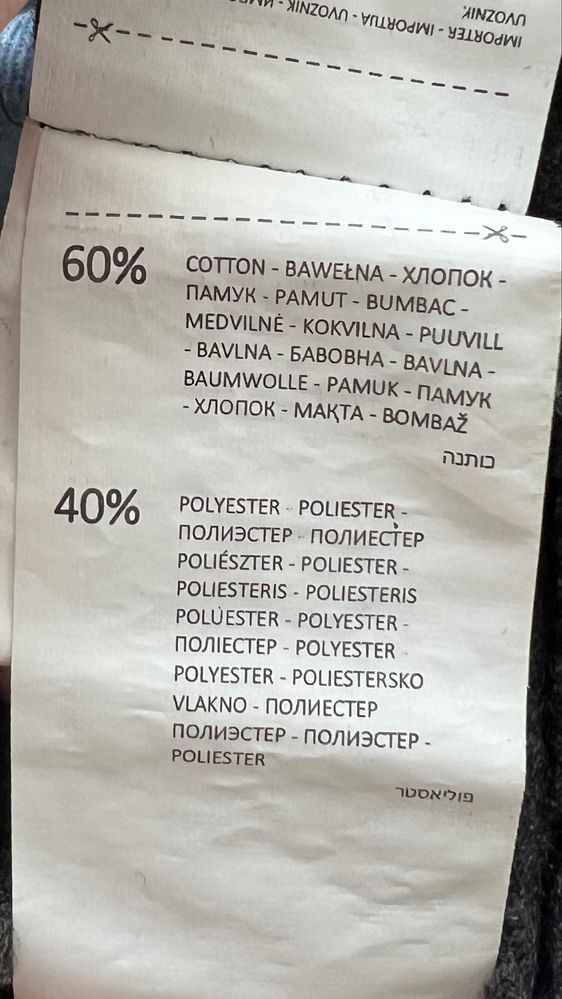 UVOZNIK.
IMPORTER - IMPORTUA - UVOZNIK -
60%
COTTON - BAWEŁNA - ХЛОПОК -
ПАМУК - PAMUT - BUMBAC -
MEDVILNĖ - KOKVILNA - PUUVILL
- BAVLNA - БАВОВНА - BAVLNA -
BAUMWOLLE - PAMUK - ПАМУК
- ХЛОПОК - МАҚТА - BOMBAŽ
כותנה
40%
POLYESTER - POLIESTER -
ПОЛИЭСТЕР - ПОЛИЕСТЕР
POLIÉSZTER - POLIESTER -
POLIESTERIS - POLIESTERIS
POLÜESTER - POLYESTER -
ПОЛІЕСТЕР - POLYESTER
POLYESTER - POLIESTERSKO
VLAKNO - ПОЛИЕСТЕР
ПОЛИЭСТЕР - ПОЛИЭСТЕР -
POLIESTER
פוליאסטר